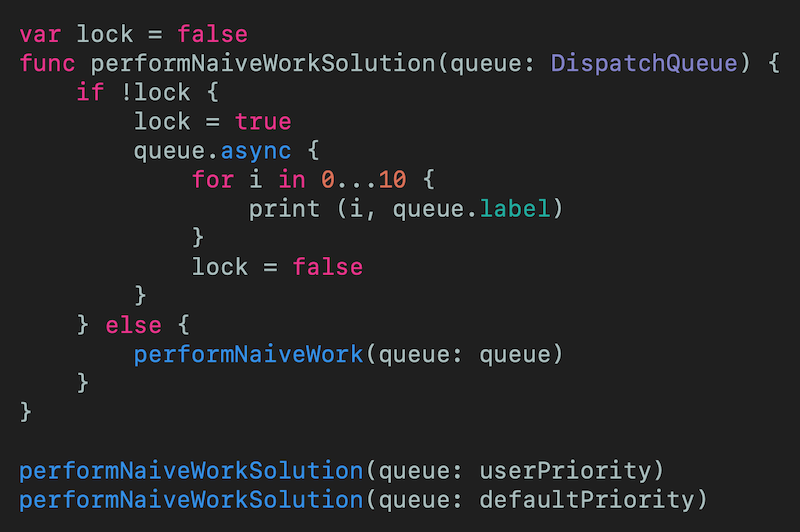 var lock = false
func performNaiveWorkSolution(queue: DispatchQueue) {
    if !lock {
        lock = true
        queue.async {
            for i in 0...10 {
                print (i, queue.label)
            }
            lock = false
        }
    } else {
        performNaiveWork(queue: queue)
    }
}

performNaiveWorkSolution(queue: userPriority)
performNaiveWorkSolution(queue: defaultPriority)